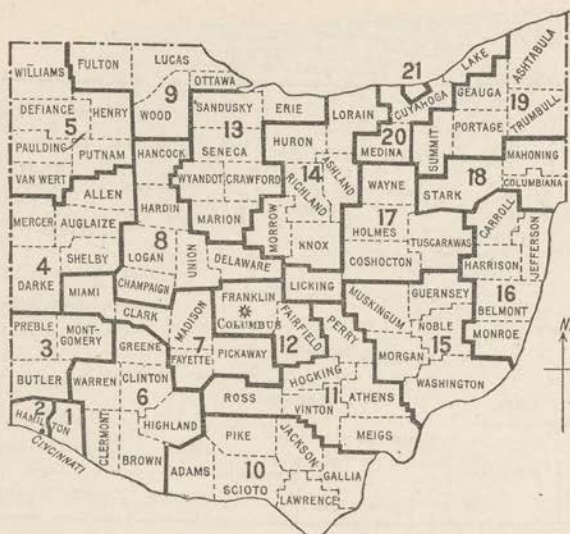 WILLIAMS
FULTON
LUCAS
OTTAWA
9
WOOD
DEFIANCE
HENRY
5
PAULDING
PUTNAM
VAN WERT
HANCOCK
SANDUSKY
ERIE
13
SENECA
WYANDOT
CRAWFORD
MARION
HURON
LORAIN
14
RICHLAND
ASHLAND
MORROW
KNOX
21
CUYAHOGA
LAKE
ASHTABULA
GEAUGA
19
TRUMBULL
PORTAGE
SUMMIT
20
MEDINA
MAHONING
18
STARK
COLUMBIANA
WAYNE
17
HOLMES
TUSCARAWAS
COSHOCTON
CARROLL
JEFFERSON
HARRISON
16
BELMONT
MONROE
ALLEN
MERCER
AUGLAIZE
HARDIN
SHELBY
4
DARKE
8
LOGAN
UNION
DELAWARE
CHAMPAIGN
MIAMI
CLARK
LICKING
MUSKINGUM
GUERNSEY
NOBLE
15
MORGAN
WASHINGTON
PERRY
FRANKLIN
COLUMBUS
FAIRFIELD
12
MADISON
7
FAYETTE
PICKAWAY
PREBLE
MONT-
GOMERY
3
BUTLER
GREENE
WARREN
CLINTON
6
HIGHLAND
CLERMONT
BROWN
ROSS
HOCKING
11
VINTON
ATHENS
MEIGS
2
1
HAMILTON
CINCINNATI
ADAMS
PIKE
10
SCIOTO
JACKSON
GALLIA
LAWRENCE
N